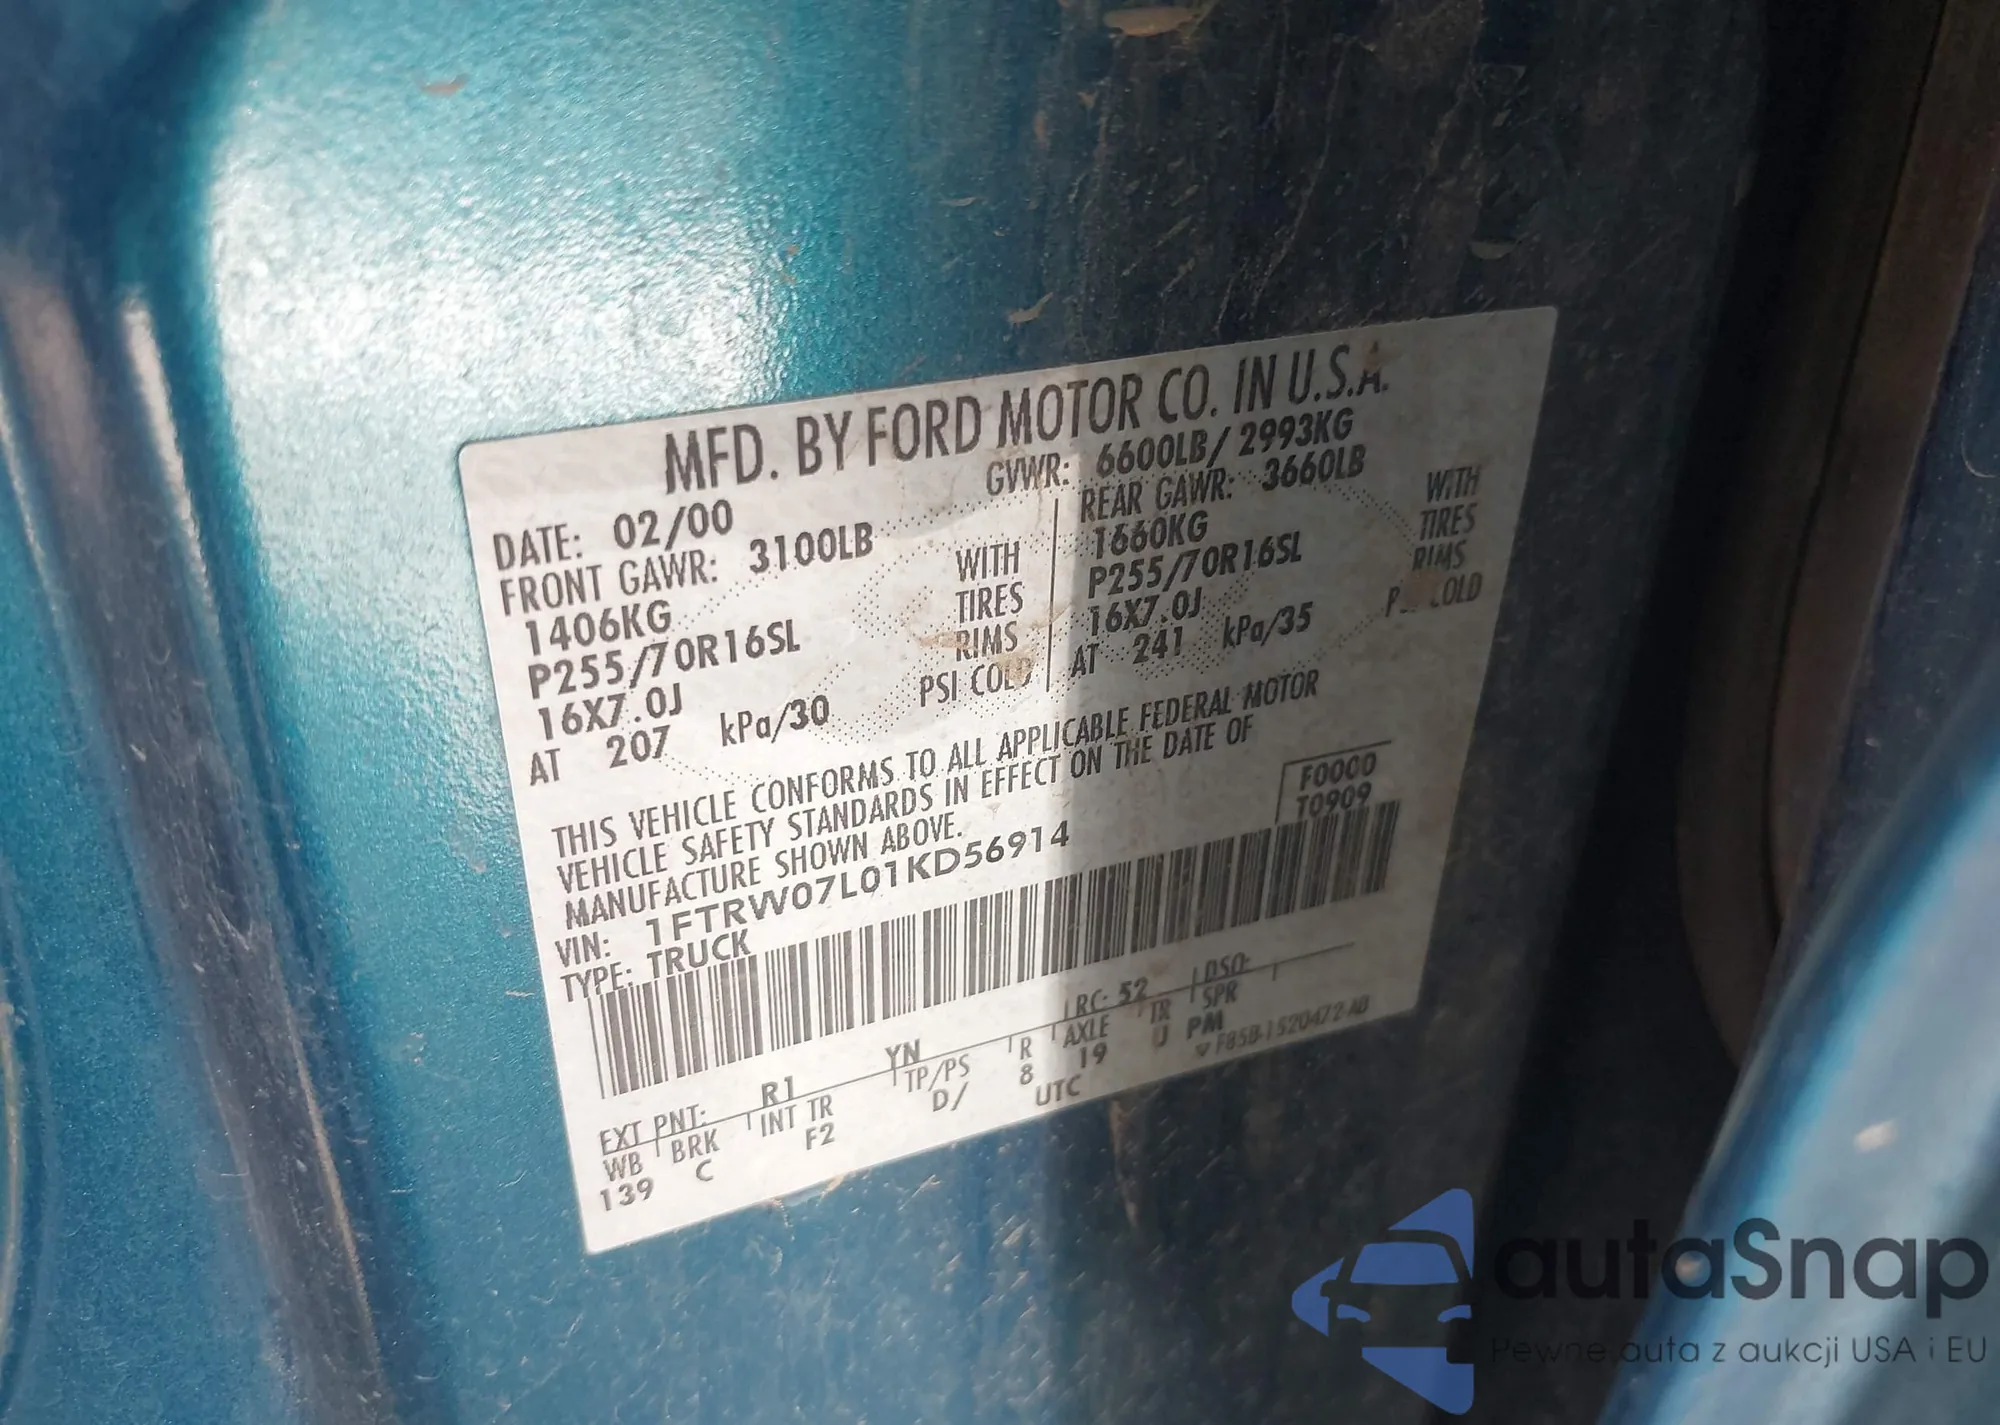 MFD. BY FORD MOTOR CO. IN U.S.A.
DATE: 02/00
GVWR: 6600LB/ 2993KG
FRONT GAWR: 3100LB
1406KG WITH
P255/70R16SL TIRES
16X7.0J RIMS
AT 207 kPa/30 PSI COLD
REAR GAWR: 3660LB
1660KG WITH
P255/70R16SL TIRES
16X7.0J RIMS
AT 241 kPa/35 COLD
THIS VEHICLE CONFORMS TO ALL APPLICABLE FEDERAL MOTOR
VEHICLE SAFETY STANDARDS IN EFFECT ON THE DATE OF
MANUFACTURE SHOWN ABOVE.
F0000
T0909
VIN: 1FTRW07L01KD56914
TYPE: TRUCK
EXT PNT: R1 YN RC: 52 DSO:
WB BRK INT TR TP/PS R AXLE TR SPR
139 C F2 D/ 8 19 U PM
UTC
▽ F85B-1520472-AB
autaSnap
Pewne auta z aukcji USA i EU